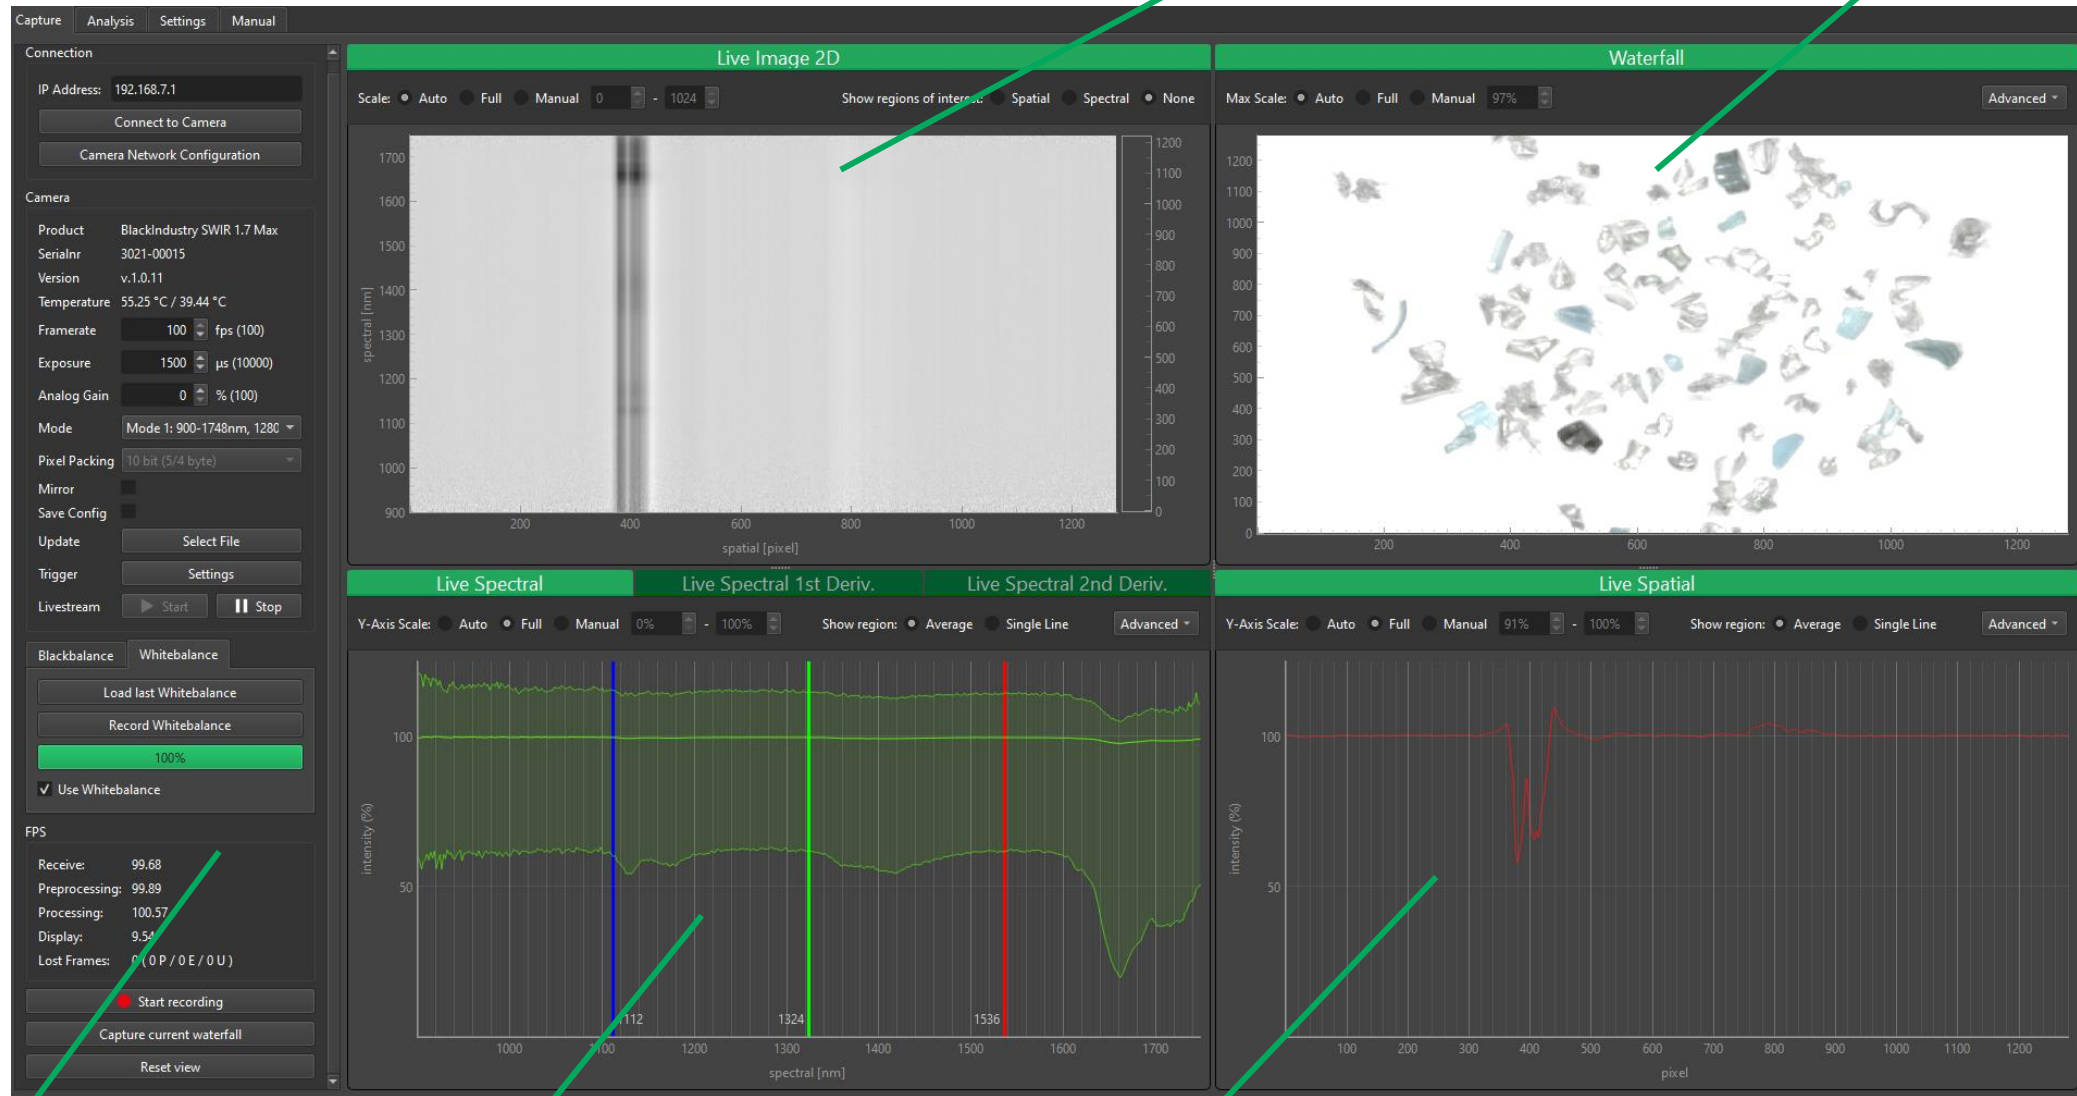 Capture Analysis Settings Manual
Connection
IP Address: 192.168.7.1
Connect to Camera
Camera Network Configuration
Camera
Product BlackIndustry SWIR 1.7 Max
Serialnr 3021-00015
Version v.1.0.11
Temperature 55.25 °C / 39.44 °C
Framerate 100 fps (100)
Exposure 1500 µs (10000)
Analog Gain 0 % (100)
Mode Mode 1: 900-1748nm, 1280
Pixel Packing 10 bit (5/4 byte)
Mirror
Save Config
Update Select File
Trigger Settings
Livestream Start Stop
Blackbalance Whitebalance
Load last Whitebalance
Record Whitebalance
100%
Use Whitebalance
FPS
Receive: 99.68
Preprocessing: 99.89
Processing: 100.57
Display: 9.54
Lost Frames: 0 ( 0 P / 0 E / 0 U )
Start recording
Capture current waterfall
Reset view
Live Image 2D
Scale: Auto Full Manual 0 - 1024 Show regions of interest: Spatial Spectral None
1700
1600
1500
1400
1300
1200
1100
1000
900
spectral [nm]
200 400 600 800 1000 1200
spatial [pixel]
1200
1100
1000
900
800
700
600
500
400
300
200
100
0
Waterfall
Max Scale: Auto Full Manual 97% Advanced
1200
1100
1000
900
800
700
600
500
400
300
200
100
0
200 400 600 800 1000 1200
Live Spectral Live Spectral 1st Deriv. Live Spectral 2nd Deriv.
Y-Axis Scale: Auto Full Manual 0% - 100% Show region: Average Single Line Advanced
100
50
intensity (%)
1112 1324 1536
1000 1100 1200 1300 1400 1500 1600 1700
spectral [nm]
Live Spatial
Y-Axis Scale: Auto Full Manual 91% - 100% Show region: Average Single Line Advanced
100
50
intensity (%)
100 200 300 400 500 600 700 800 900 1000 1100 1200
pixel